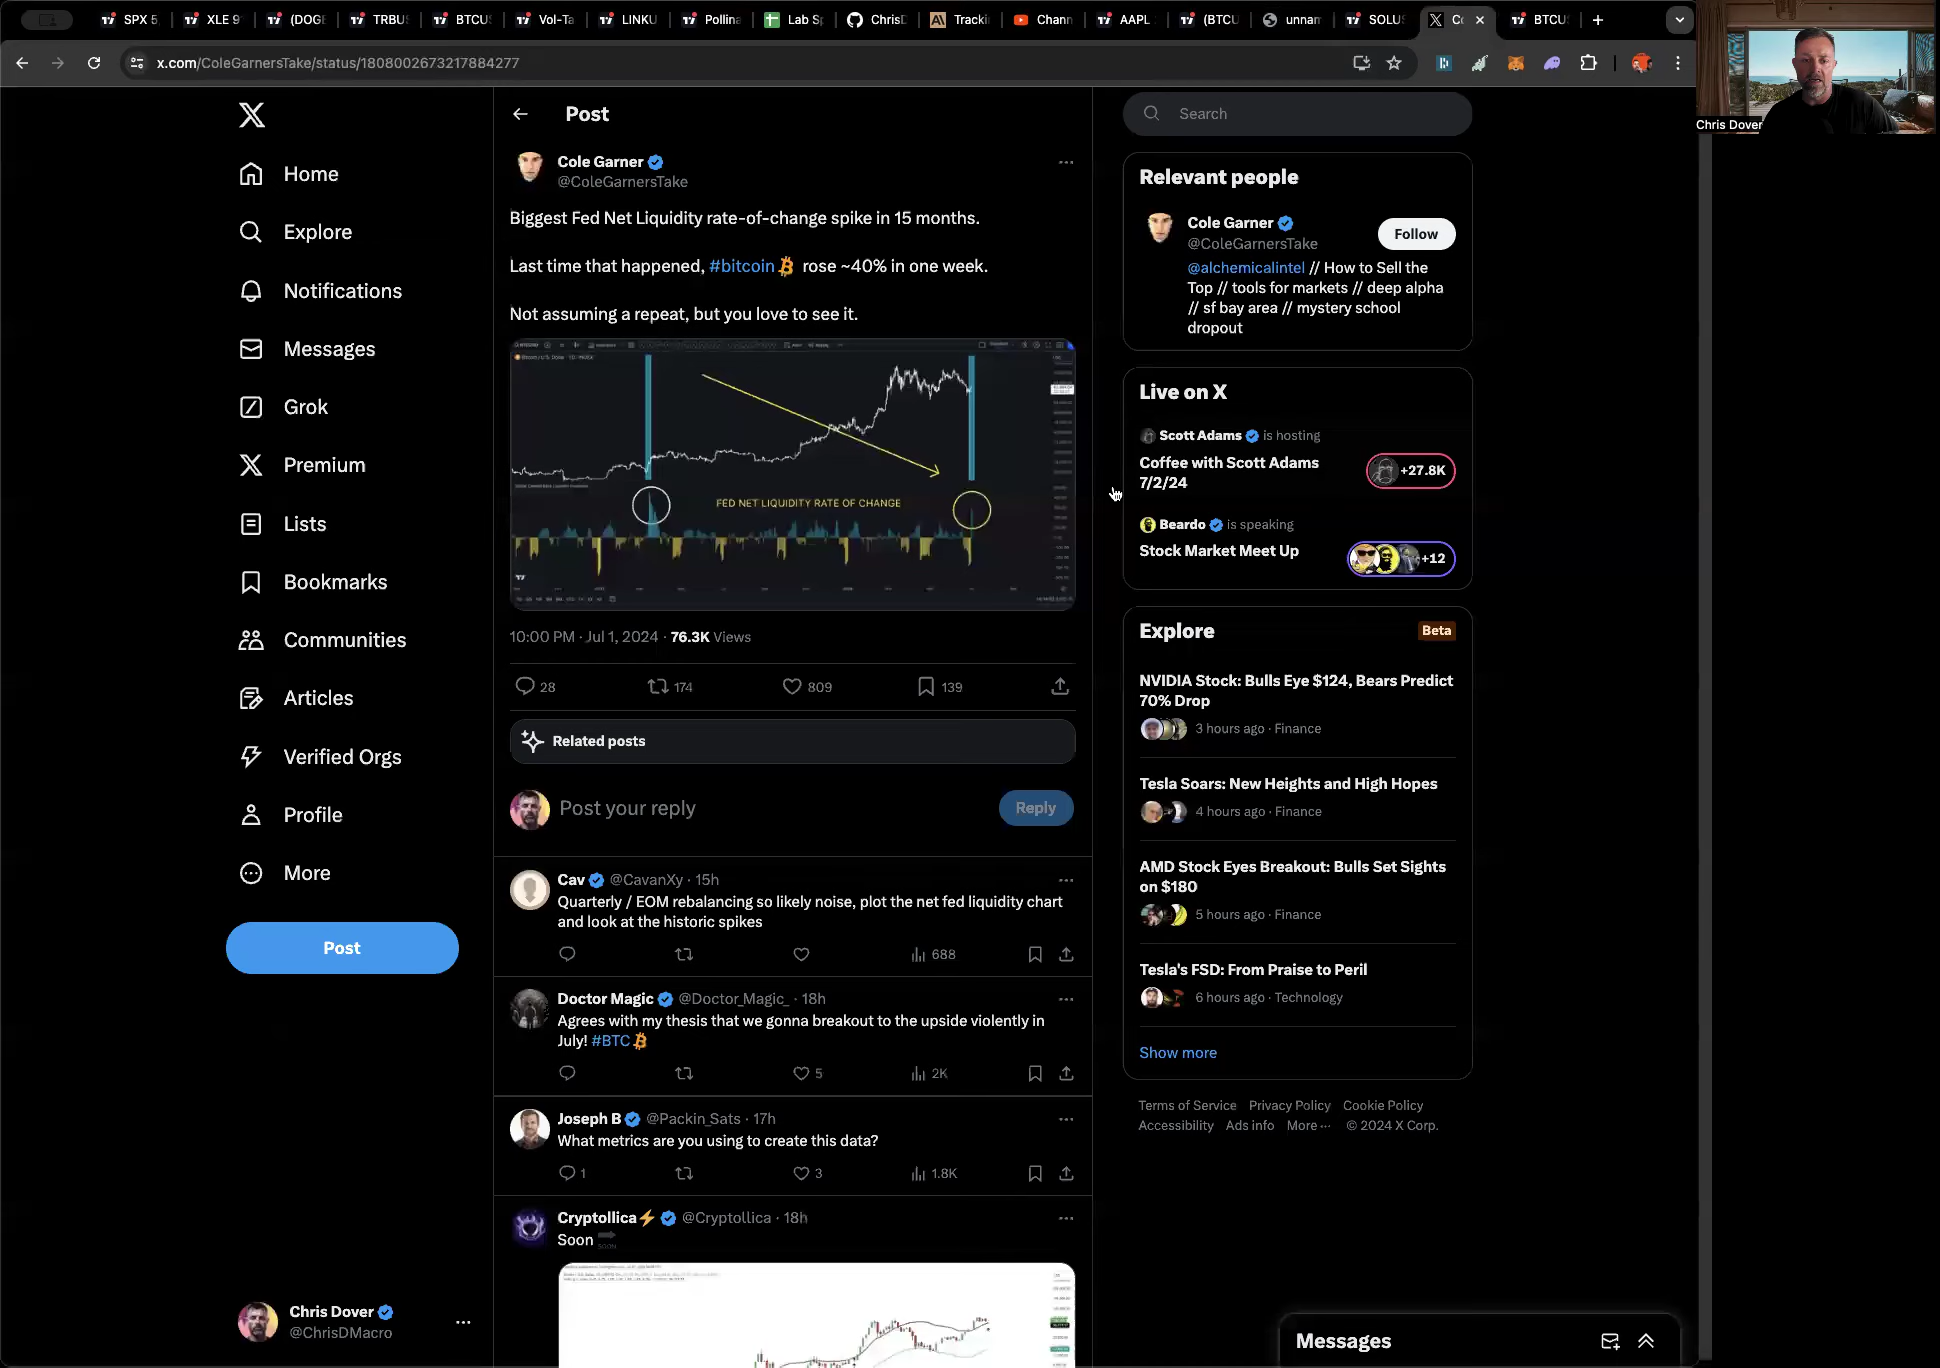 SPX 5
XLE 9
(DOGE
TRBUS
BTCUS
Vol-Ta
LINKU
Pollina
Lab Sp
ChrisD
Tracki
Chann
AAPL
(BTCU
unnam
SOLUS
BTCU
x.com/ColeGarnersTake/status/1808002673217884277
Chris Dover
Home
Explore
Notifications
Messages
Grok
Premium
Lists
Bookmarks
Communities
Articles
Verified Orgs
Profile
More
Post
Chris Dover
@ChrisDMacro
Post
Cole Garner
@ColeGarnersTake
Biggest Fed Net Liquidity rate-of-change spike in 15 months.
Last time that happened, #bitcoin rose ~40% in one week.
Not assuming a repeat, but you love to see it.
FED NET LIQUIDITY RATE OF CHANGE
10:00 PM · Jul 1, 2024 · 76.3K Views
28 174 809 139
Related posts
Post your reply
Reply
Cav @CavanXy · 15h
Quarterly / EOM rebalancing so likely noise, plot the net fed liquidity chart
and look at the historic spikes
688
Doctor Magic @Doctor_Magic_ · 18h
Agrees with my thesis that we gonna breakout to the upside violently in
July! #BTC
5 2K
Joseph B @Packin_Sats · 17h
What metrics are you using to create this data?
1 3 1.8K
Cryptollica @Cryptollica · 18h
Soon
Search
Relevant people
Cole Garner
@ColeGarnersTake
Follow
@alchemicalintel // How to Sell the
Top // tools for markets // deep alpha
// sf bay area // mystery school
dropout
Live on X
Scott Adams is hosting
Coffee with Scott Adams
7/2/24
+27.8K
Beardo is speaking
Stock Market Meet Up
+12
Explore
Beta
NVIDIA Stock: Bulls Eye $124, Bears Predict
70% Drop
3 hours ago · Finance
Tesla Soars: New Heights and High Hopes
4 hours ago · Finance
AMD Stock Eyes Breakout: Bulls Set Sights
on $180
5 hours ago · Finance
Tesla's FSD: From Praise to Peril
6 hours ago · Technology
Show more
Terms of Service Privacy Policy Cookie Policy
Accessibility Ads info More ··· © 2024 X Corp.
Messages